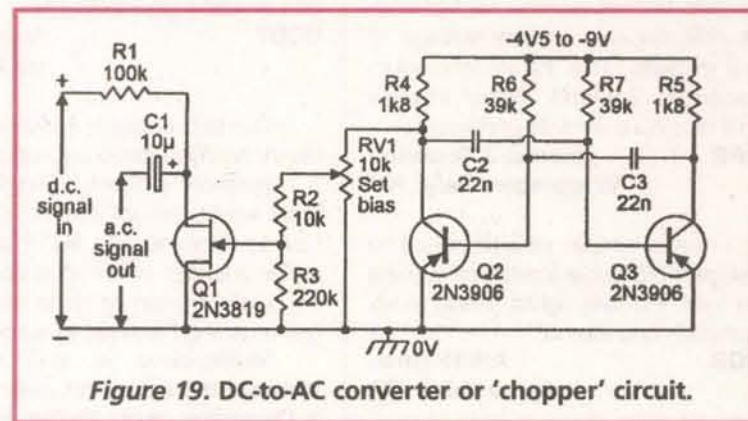 -4V5 to -9V
R1
100k
R4
1k8
R6
39k
R7
39k
R5
1k8
+
C1
10µ
RV1
10k
Set
bias
C2
22n
C3
22n
d.c.
signal
in
a.c.
signal
out
R2
10k
R3
220k
Q1
2N3819
Q2
2N3906
Q3
2N3906
–
0V
Figure 19. DC-to-AC converter or 'chopper' circuit.